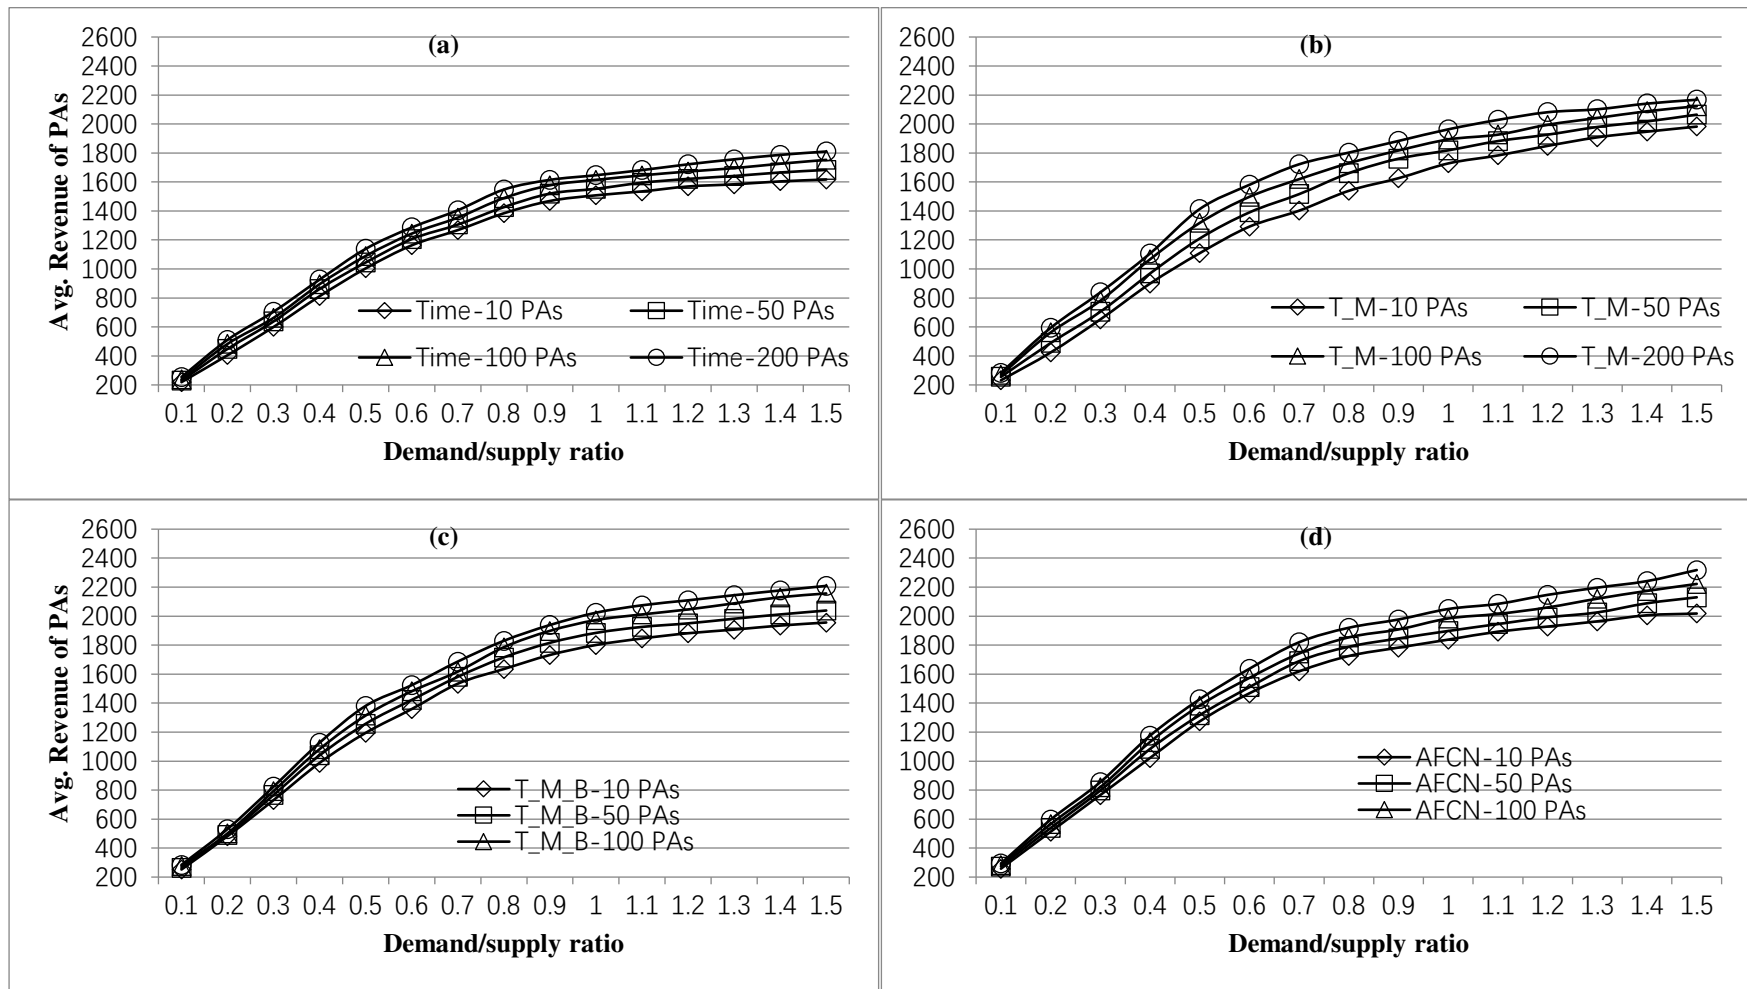 (a)
2600
2400
2200
2000
1800
1600
1400
1200
1000
800
600
400
200
Avg. Revenue of PAs
Time-10 PAs
Time-50 PAs
Time-100 PAs
Time-200 PAs
0.1 0.2 0.3 0.4 0.5 0.6 0.7 0.8 0.9 1 1.1 1.2 1.3 1.4 1.5
Demand/supply ratio
(b)
2600
2400
2200
2000
1800
1600
1400
1200
1000
800
600
400
200
T_M-10 PAs
T_M-50 PAs
T_M-100 PAs
T_M-200 PAs
0.1 0.2 0.3 0.4 0.5 0.6 0.7 0.8 0.9 1 1.1 1.2 1.3 1.4 1.5
Demand/supply ratio
(c)
2600
2400
2200
2000
1800
1600
1400
1200
1000
800
600
400
200
Avg. Revenue of PAs
T_M_B-10 PAs
T_M_B-50 PAs
T_M_B-100 PAs
0.1 0.2 0.3 0.4 0.5 0.6 0.7 0.8 0.9 1 1.1 1.2 1.3 1.4 1.5
Demand/supply ratio
(d)
2600
2400
2200
2000
1800
1600
1400
1200
1000
800
600
400
200
AFCN-10 PAs
AFCN-50 PAs
AFCN-100 PAs
0.1 0.2 0.3 0.4 0.5 0.6 0.7 0.8 0.9 1 1.1 1.2 1.3 1.4 1.5
Demand/supply ratio